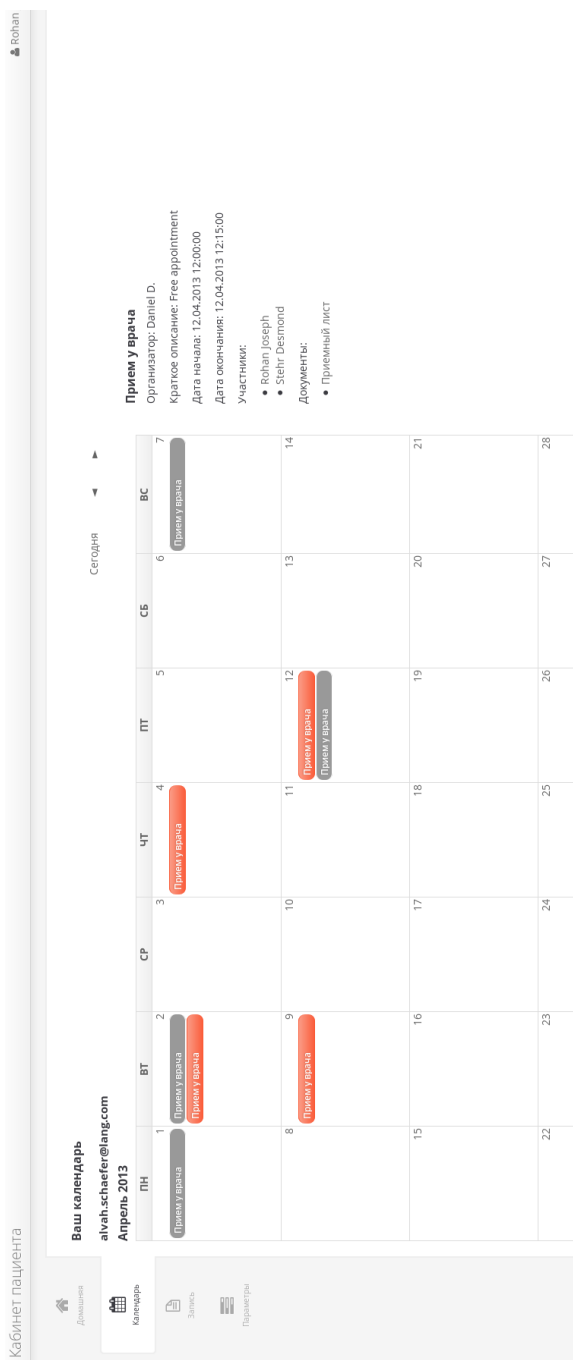 Кабинет пациента
Rohan
Домашняя
Календарь
Запись
Параметры
Ваш календарь
alvah.schaefer@lang.com
Апрель 2013
Сегодня
◄ ►
ПН ВТ СР ЧТ ПТ СБ ВС
1 2 3 4 5 6 7
Прием у врача Прием у врача Прием у врача Прием у врача
Прием у врача
8 9 10 11 12 13 14
Прием у врача Прием у врача
Прием у врача
15 16 17 18 19 20 21
22 23 24 25 26 27 28
Прием у врача
Организатор: Daniel D.
Краткое описание: Free appointment
Дата начала: 12.04.2013 12:00:00
Дата окончания: 12.04.2013 12:15:00
Участники:
• Rohan Joseph
• Stehr Desmond
Документы:
• Приемный лист